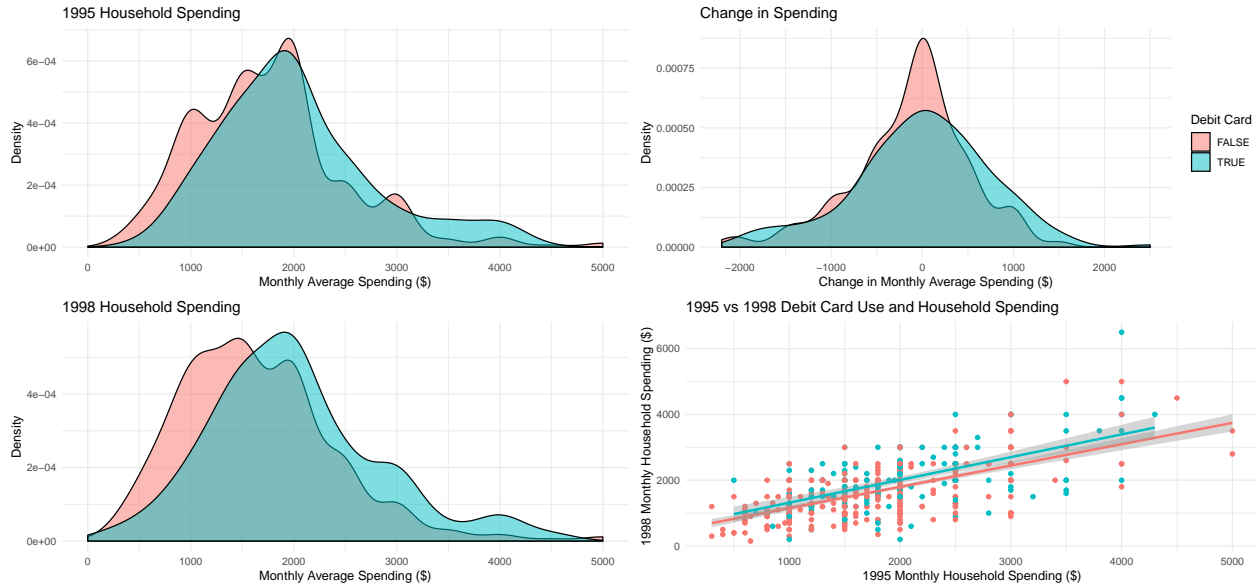 1995 Household Spending
6e−04
4e−04
2e−04
0e+00
Density
0 1000 2000 3000 4000 5000
Monthly Average Spending ($)
Change in Spending
0.00075
0.00050
0.00025
0.00000
Density
−2000 −1000 0 1000 2000
Change in Monthly Average Spending ($)
Debit Card
FALSE
TRUE
1998 Household Spending
4e−04
2e−04
0e+00
Density
0 1000 2000 3000 4000 5000
Monthly Average Spending ($)
1995 vs 1998 Debit Card Use and Household Spending
6000
4000
2000
0
1998 Monthly Household Spending ($)
1000 2000 3000 4000 5000
1995 Monthly Household Spending ($)